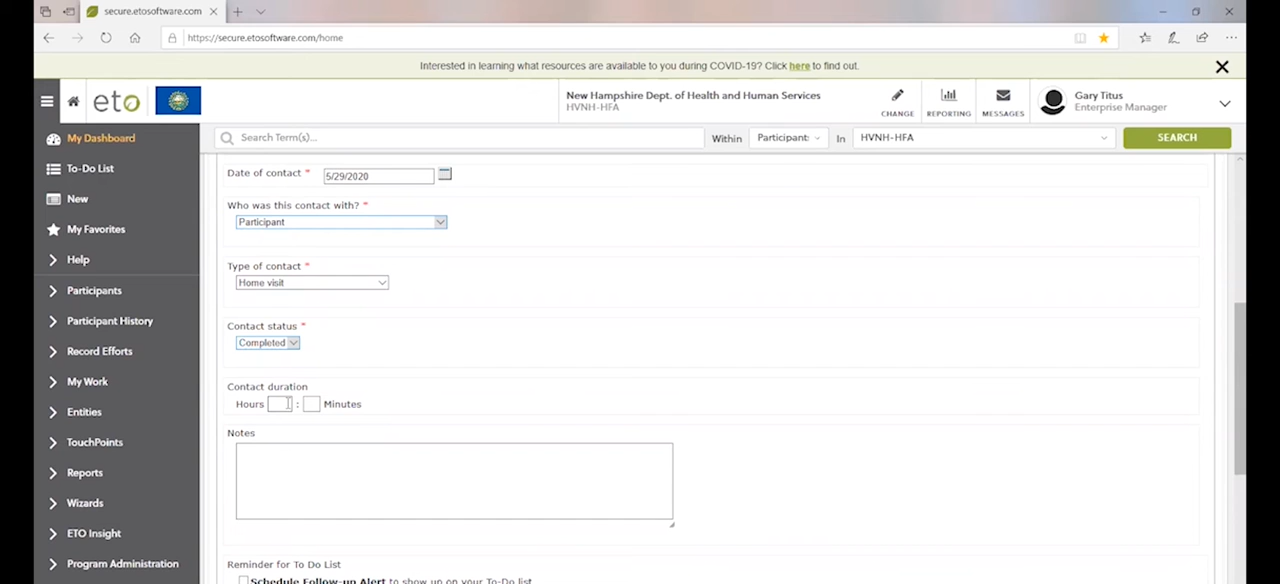 secure.etosoftware.com
https://secure.etosoftware.com/home
Interested in learning what resources are available to you during COVID-19? Click here to find out.
eto
New Hampshire Dept. of Health and Human Services
HVNH-HFA
CHANGE
REPORTING
MESSAGES
Gary Titus
Enterprise Manager
Search Term(s)...
Within
Participant:
In
HVNH-HFA
SEARCH
My Dashboard
To-Do List
New
My Favorites
Help
Participants
Participant History
Record Efforts
My Work
Entities
TouchPoints
Reports
Wizards
ETO Insight
Program Administration
Date of contact *
5/29/2020
Who was this contact with? *
Participant
Type of contact *
Home visit
Contact status *
Completed
Contact duration
Hours : Minutes
Notes
Reminder for To Do List
Schedule Follow-up Alert to show up on your To-Do list